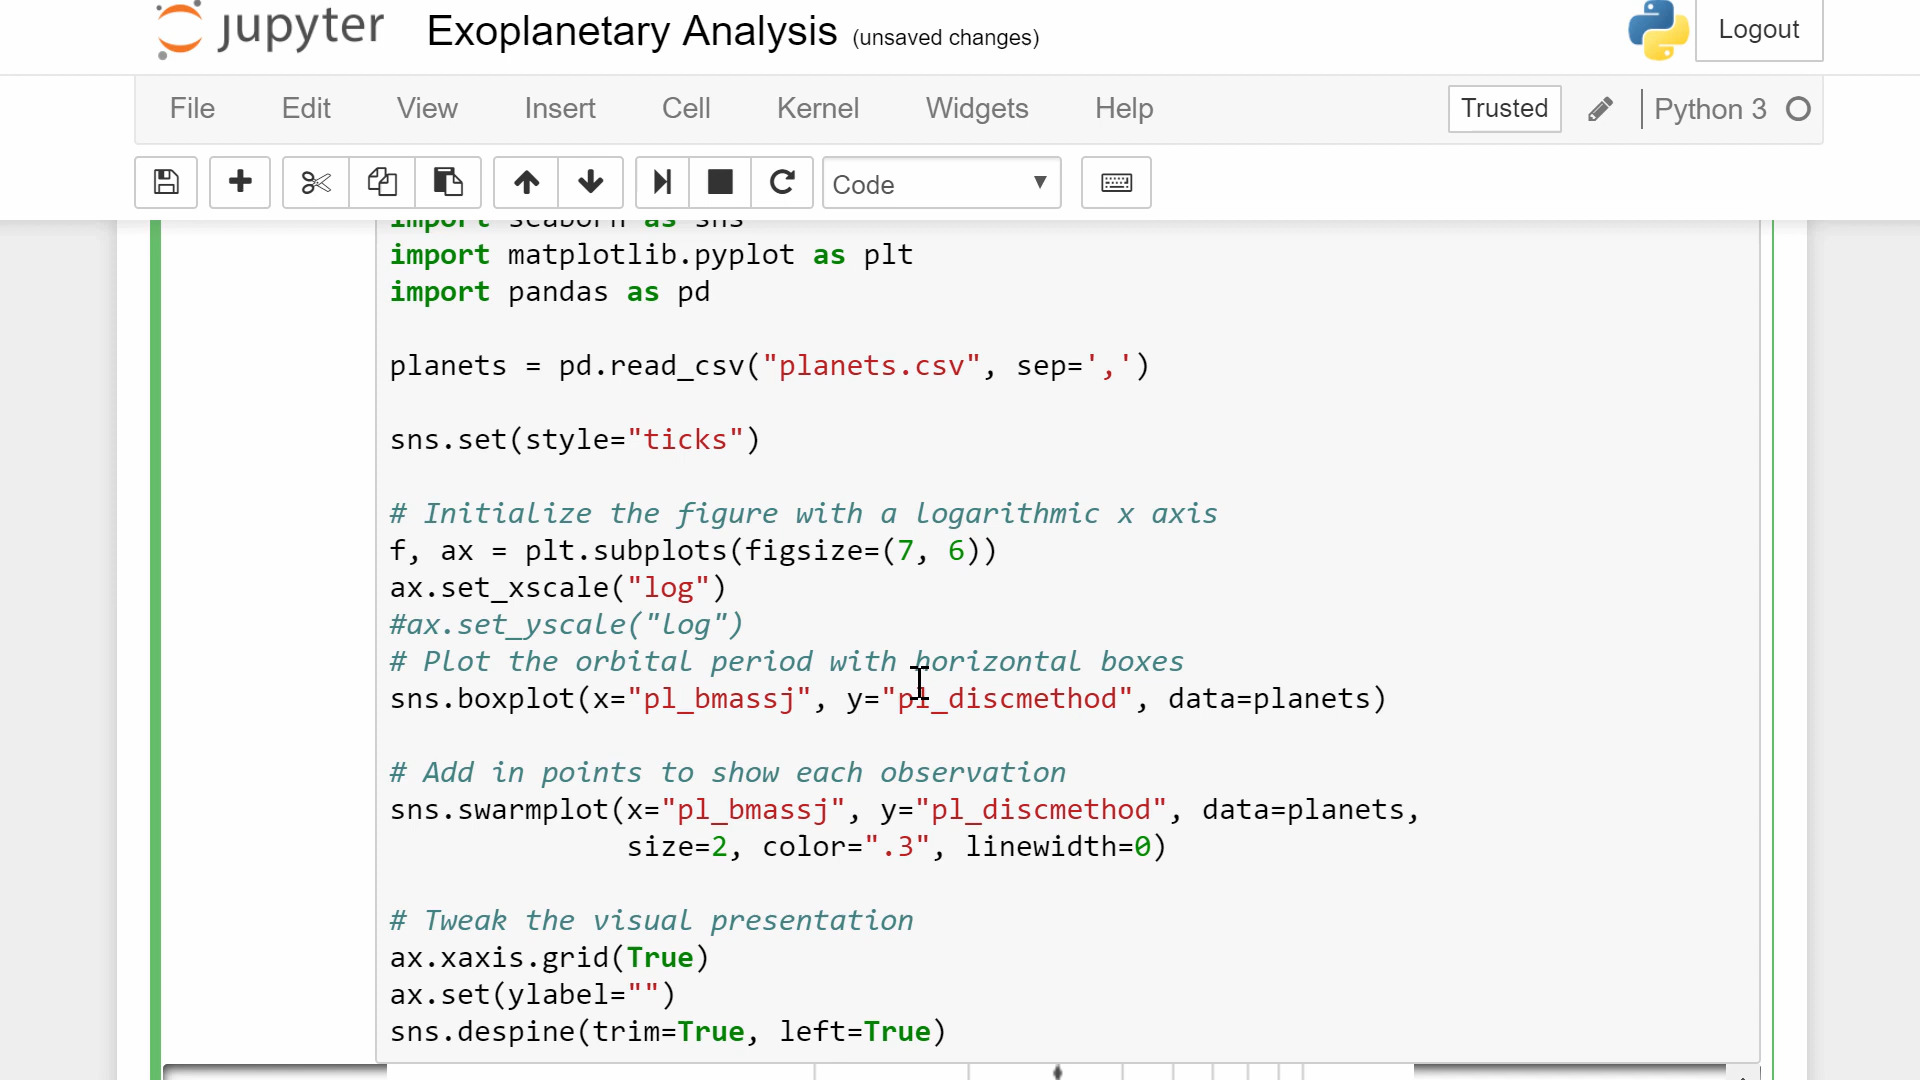 jupyter Exoplanetary Analysis (unsaved changes) Logout
File Edit View Insert Cell Kernel Widgets Help Trusted Python 3
Code
import seaborn as sns
import matplotlib.pyplot as plt
import pandas as pd
planets = pd.read_csv("planets.csv", sep=',')
sns.set(style="ticks")
# Initialize the figure with a logarithmic x axis
f, ax = plt.subplots(figsize=(7, 6))
ax.set_xscale("log")
#ax.set_yscale("log")
# Plot the orbital period with horizontal boxes
sns.boxplot(x="pl_bmassj", y="pl_discmethod", data=planets)
# Add in points to show each observation
sns.swarmplot(x="pl_bmassj", y="pl_discmethod", data=planets,
size=2, color=".3", linewidth=0)
# Tweak the visual presentation
ax.xaxis.grid(True)
ax.set(ylabel="")
sns.despine(trim=True, left=True)